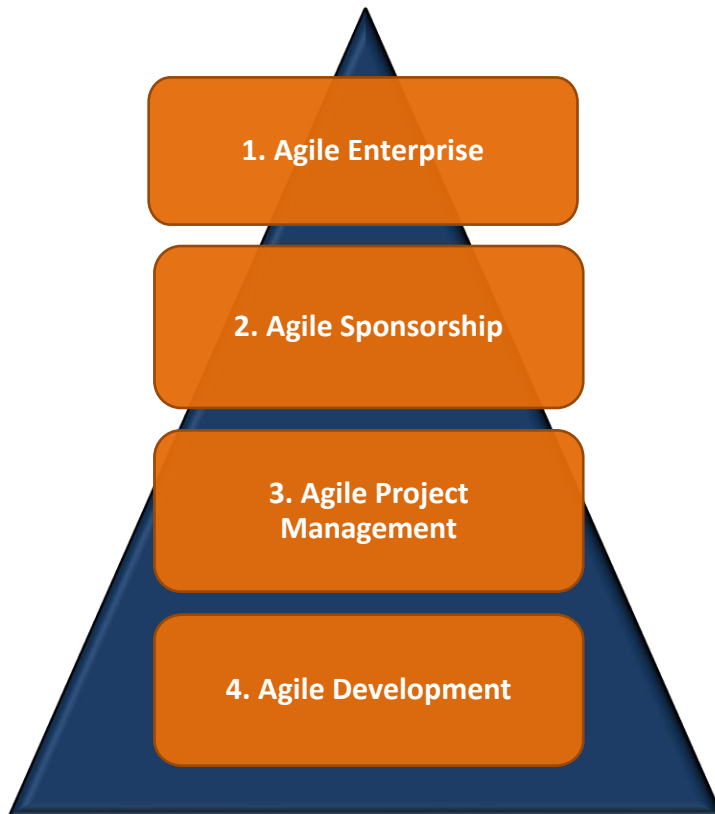 1. Agile Enterprise
2. Agile Sponsorship
3. Agile Project
Management
4. Agile Development